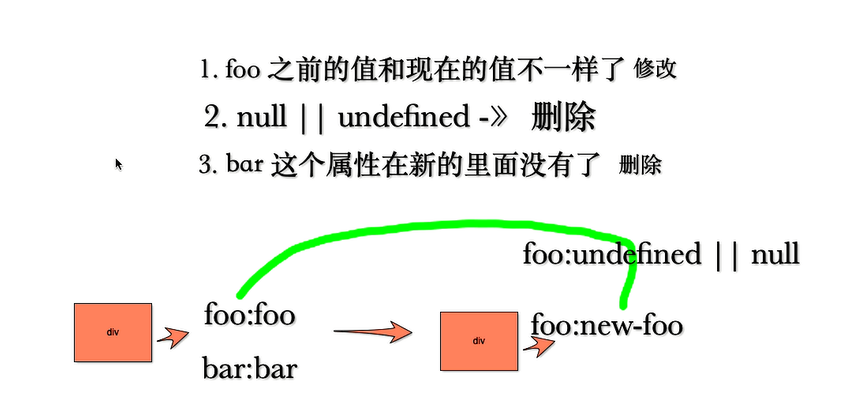 1. foo 之前的值和现在的值不一样了 修改
2. null || undefined -》 删除
3. bar 这个属性在新的里面没有了 删除
foo:undefined || null
div
foo:foo
bar:bar
div
foo:new-foo